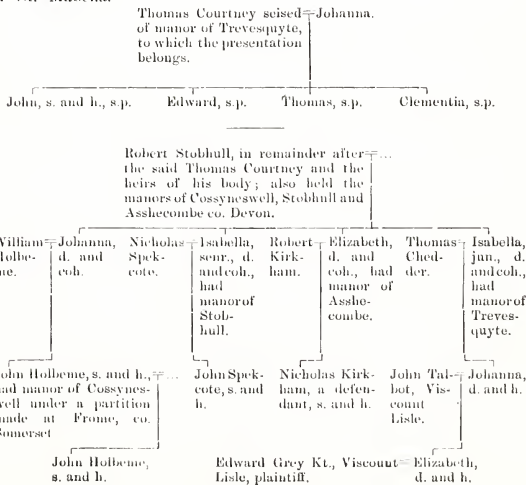 Thomas Courtney seised = Johanna.
of manor of Trevesquyte,
to which the presentation
belongs.
John, s. and h., s.p. Edward, s.p. Thomas, s.p. Clementia, s.p.
Robert Stobhull, in remainder after = ...
the said Thomas Courtney and the
heirs of his body; also held the
manors of Cossyneswell, Stobhull and
Asshecombe co. Devon.
William = Johanna, Nicholas = Isabella, Robert = Elizabeth, Thomas = Isabella,
Holbe- d. and Spek- senr., d. Kirk- d. and Ched- jun., d.
me. coh. cote. and coh., ham. coh., had der. and coh.,
had manor of had
manor of Asshe- manor of
Stob- combe. Treves-
hull. quyte.
John Holbeme, s. and h., = ... John Spek- Nicholas Kirk- John Tal- = Johanna,
had manor of Cossynes- cote, s. and ham, a defen- bot, Vis- d. and h.
well under a partition h. dant, s. and h. count
made at Frome, co. Lisle.
Somerset
John Holbeme, Edward Grey Kt., Viscount = Elizabeth,
s. and h. Lisle, plaintiff. d. and h.